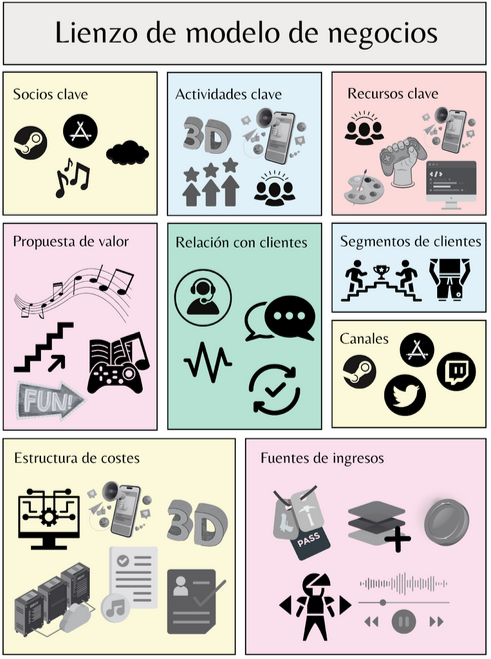 Lienzo de modelo de negocios
Socios clave
Actividades clave
3D
Recursos clave
</>
Propuesta de valor
FUN!
Relación con clientes
Segmentos de clientes
Canales
Estructura de costes
3D
Fuentes de ingresos
PASS